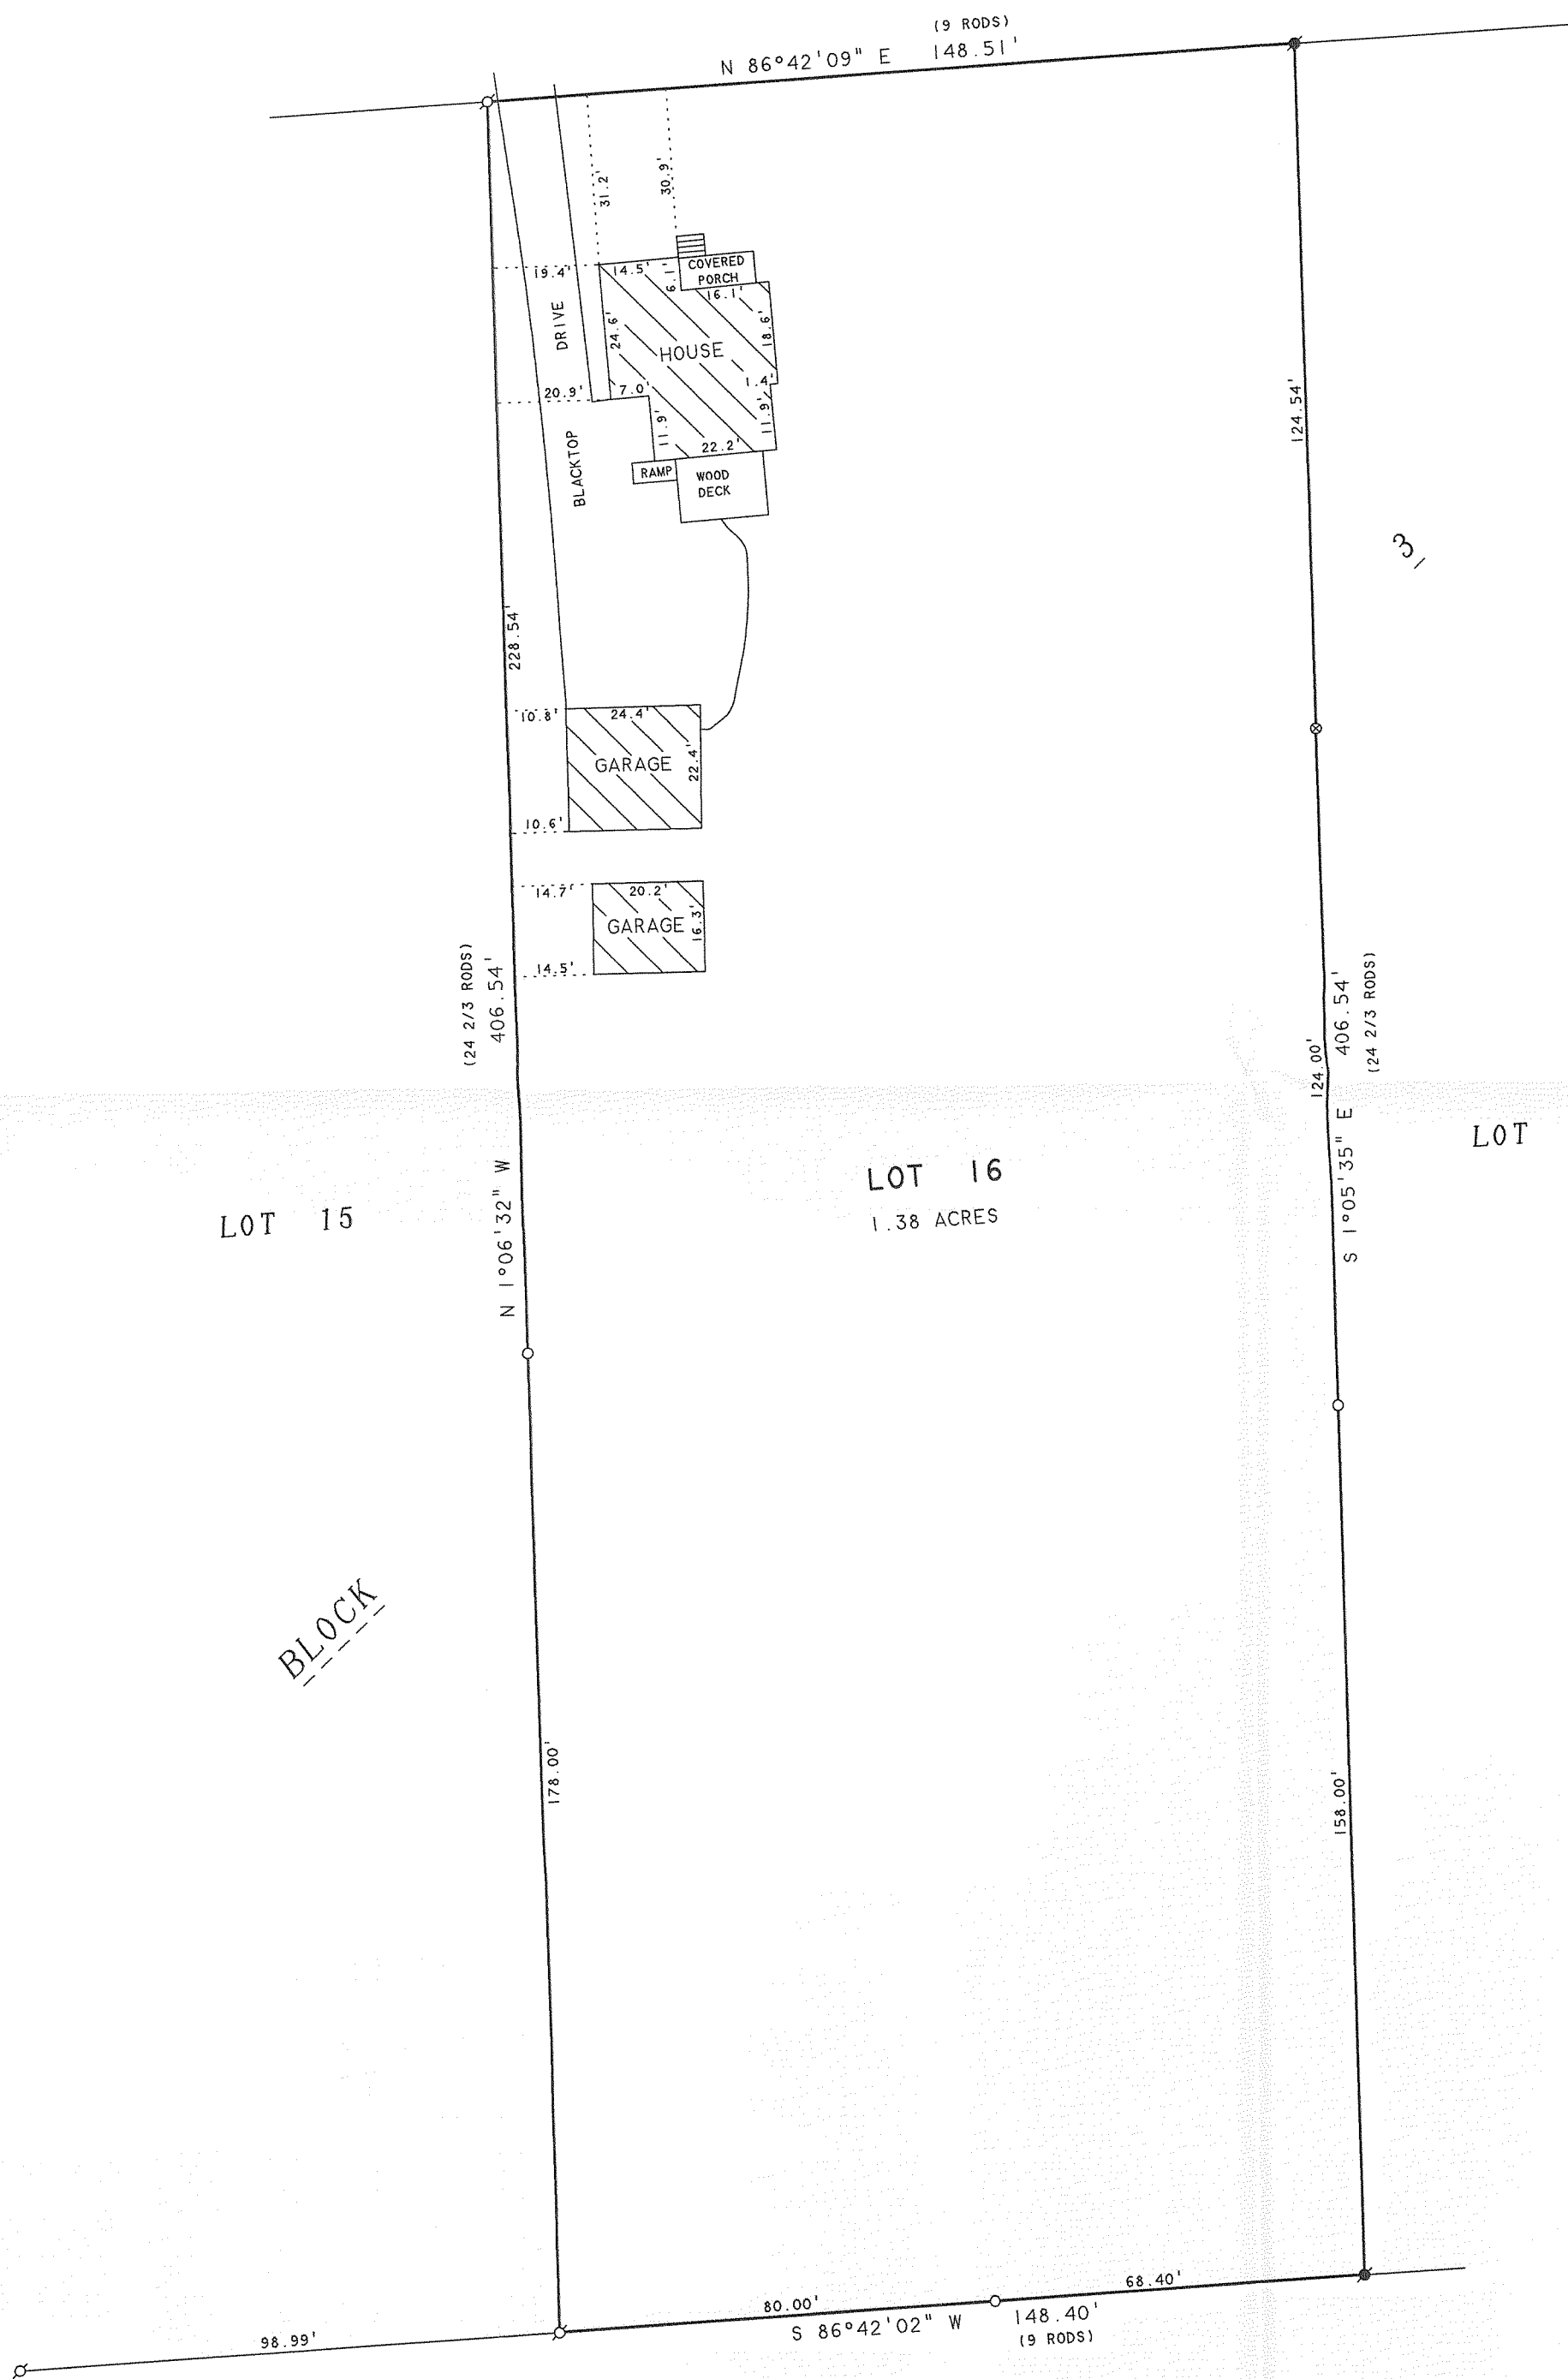 (9 RODS)
N 86°42'09" E 148.51'
31.2'
30.9'
19.4'
14.5'
6.1'
COVERED
PORCH
16.1'
DRIVE
24.6'
18.6'
HOUSE
1.4'
20.9'
7.0'
11.9'
11.9'
22.2'
BLACKTOP
RAMP
WOOD
DECK
124.54'
3
228.54'
10.8'
24.4'
GARAGE
22.4'
10.6'
14.7'
20.2'
GARAGE
16.3'
14.5'
(24 2/3 RODS)
406.54'
N 1°06'32" W
124.00'
S 1°05'35" E 406.54'
(24 2/3 RODS)
LOT
LOT 16
1.38 ACRES
LOT 15
BLOCK
178.00'
158.00'
68.40'
80.00'
S 86°42'02" W 148.40'
(9 RODS)
98.99'